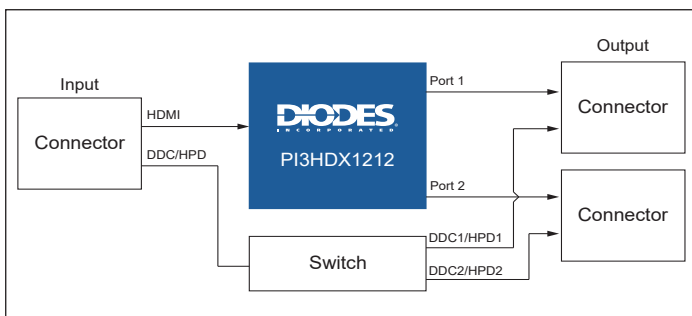 Input
Connector
HDMI
DDC/HPD
DIODES
INCORPORATED
PI3HDX1212
Port 1
Port 2
Switch
DDC1/HPD1
DDC2/HPD2
Output
Connector
Connector